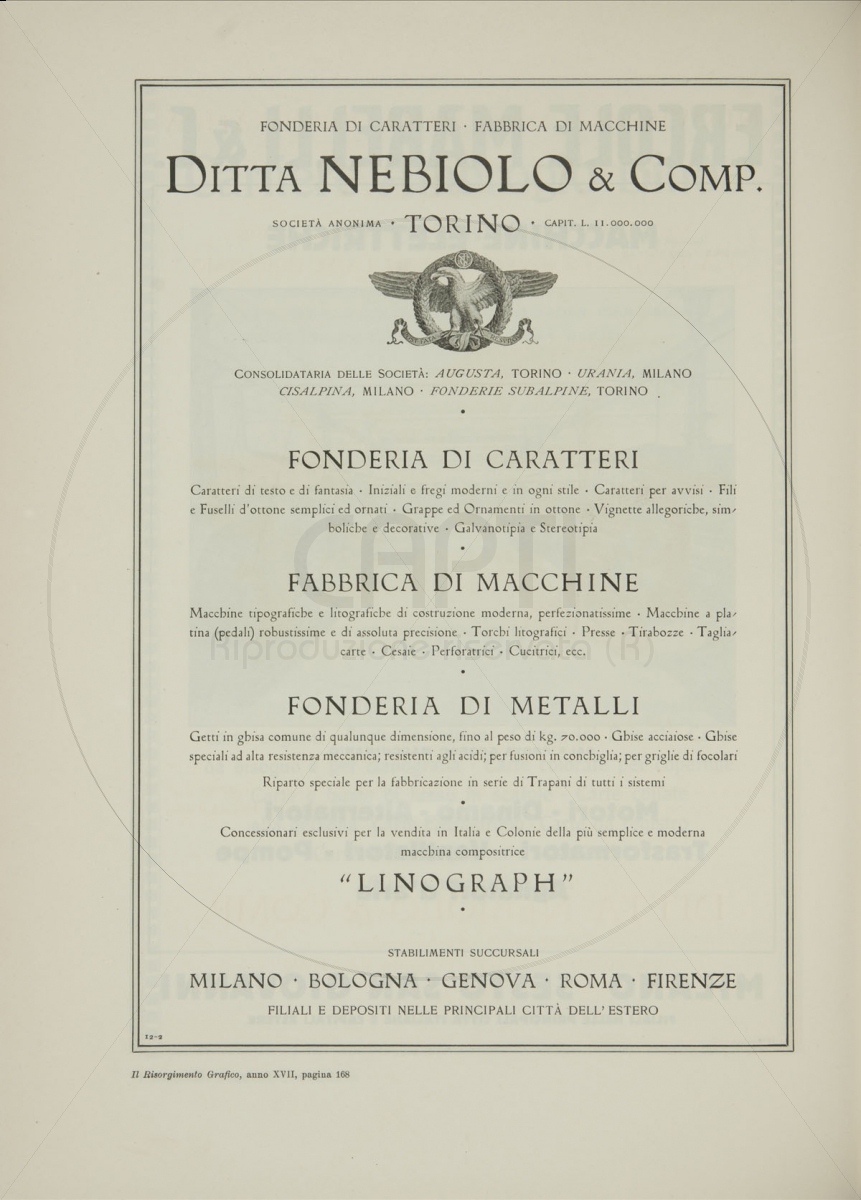 FONDERIA DI CARATTERI · FABBRICA DI MACCHINE
DITTA NEBIOLO & COMP.
SOCIETÀ ANONIMA · TORINO · CAPIT. L. 11.000.000
CONSOLIDATARIA DELLE SOCIETÀ: AUGUSTA, TORINO · URANIA, MILANO
CISALPINA, MILANO · FONDERIE SUBALPINE, TORINO
FONDERIA DI CARATTERI
Caratteri di testo e di fantasia · Iniziali e fregi moderni e in ogni stile · Caratteri per avvisi · Fili
e Fuselli d'ottone semplici ed ornati · Grappe ed Ornamenti in ottone · Vignette allegoriche, sim-
boliche e decorative · Galvanotipia e Stereotipia
FABBRICA DI MACCHINE
Macchine tipografiche e litografiche di costruzione moderna, perfezionatissime · Macchine a pla-
tina (pedali) robustissime e di assoluta precisione · Torchi litografici · Presse · Tirabozze · Taglia-
Riproduzione riservata (R)
carte · Cesoie · Perforatrici · Cucitrici, ecc.
FONDERIA DI METALLI
Getti in ghisa comune di qualunque dimensione, fino al peso di kg. 70.000 · Ghise acciaiose · Ghise
speciali ad alta resistenza meccanica; resistenti agli acidi; per fusioni in conchiglia; per griglie di focolari
Riparto speciale per la fabbricazione in serie di Trapani di tutti i sistemi
Concessionari esclusivi per la vendita in Italia e Colonie della più semplice e moderna
macchina compositrice
"LINOGRAPH"
STABILIMENTI SUCCURSALI
MILANO · BOLOGNA · GENOVA · ROMA · FIRENZE
FILIALI E DEPOSITI NELLE PRINCIPALI CITTÀ DELL'ESTERO
12-2
Il Risorgimento Grafico, anno XVII, pagina 168